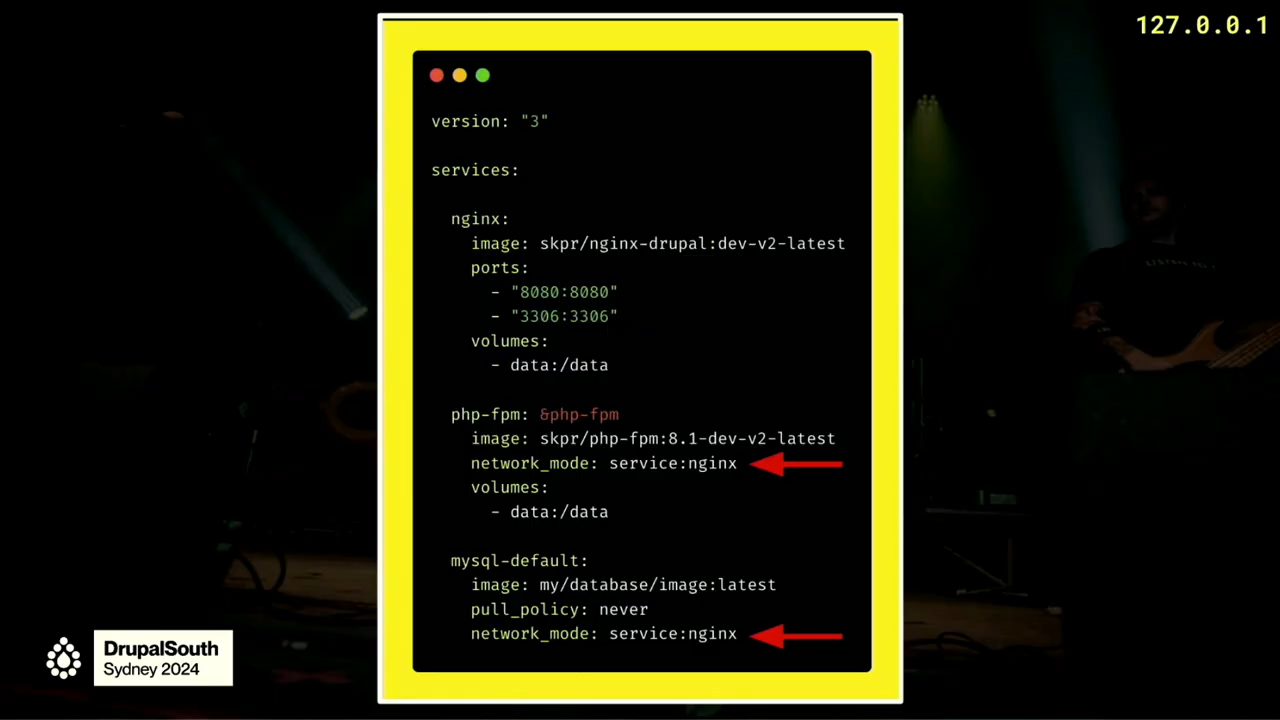 127.0.0.1
version: "3"
services:
nginx:
image: skpr/nginx-drupal:dev-v2-latest
ports:
- "8080:8080"
- "3306:3306"
volumes:
- data:/data
php-fpm: &php-fpm
image: skpr/php-fpm:8.1-dev-v2-latest
network_mode: service:nginx
volumes:
- data:/data
mysql-default:
image: my/database/image:latest
pull_policy: never
network_mode: service:nginx
DrupalSouth
Sydney 2024